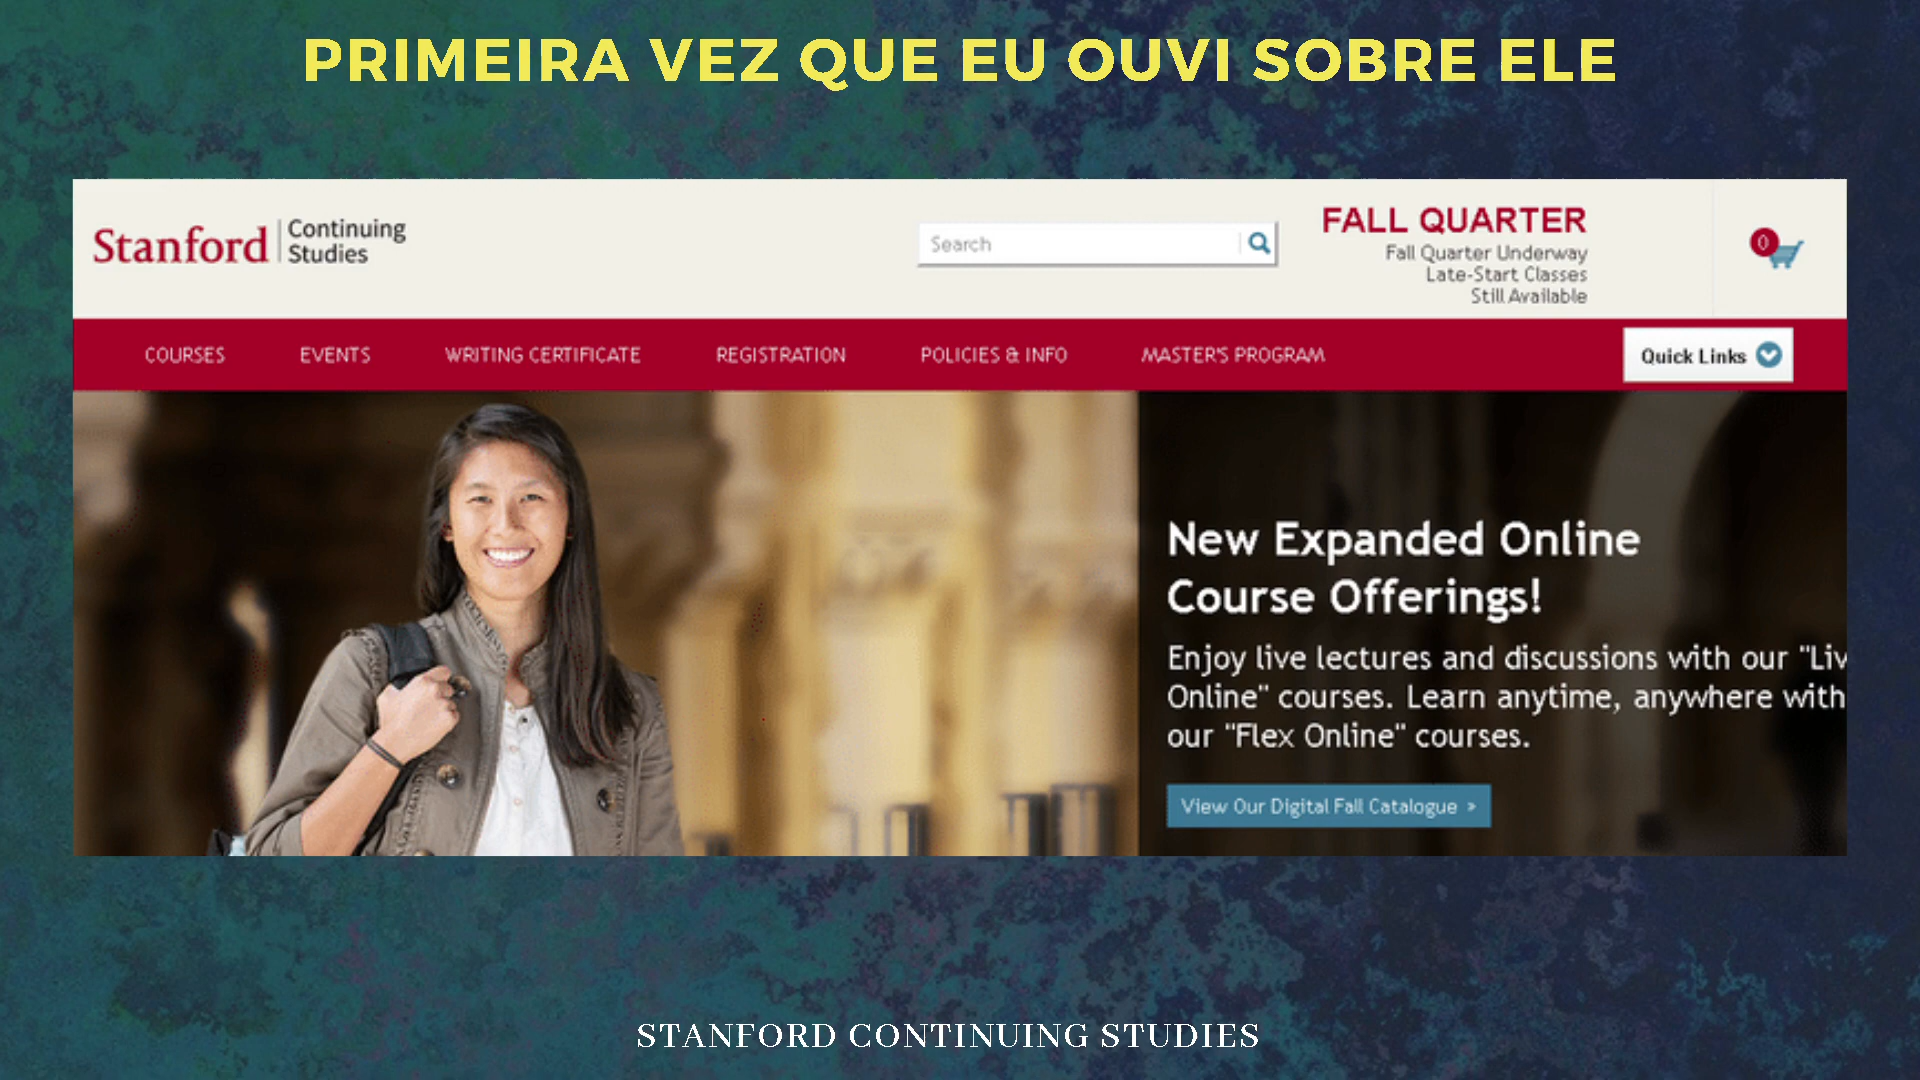 PRIMEIRA VEZ QUE EU OUVI SOBRE ELE
Stanford
Continuing
Studies
Search
FALL QUARTER
Fall Quarter Underway
Late-Start Classes
Still Available
0
COURSES EVENTS WRITING CERTIFICATE REGISTRATION POLICIES & INFO MASTER'S PROGRAM Quick Links
New Expanded Online
Course Offerings!
Enjoy live lectures and discussions with our "Liv
Online" courses. Learn anytime, anywhere with
our "Flex Online" courses.
View Our Digital Fall Catalogue »
STANFORD CONTINUING STUDIES